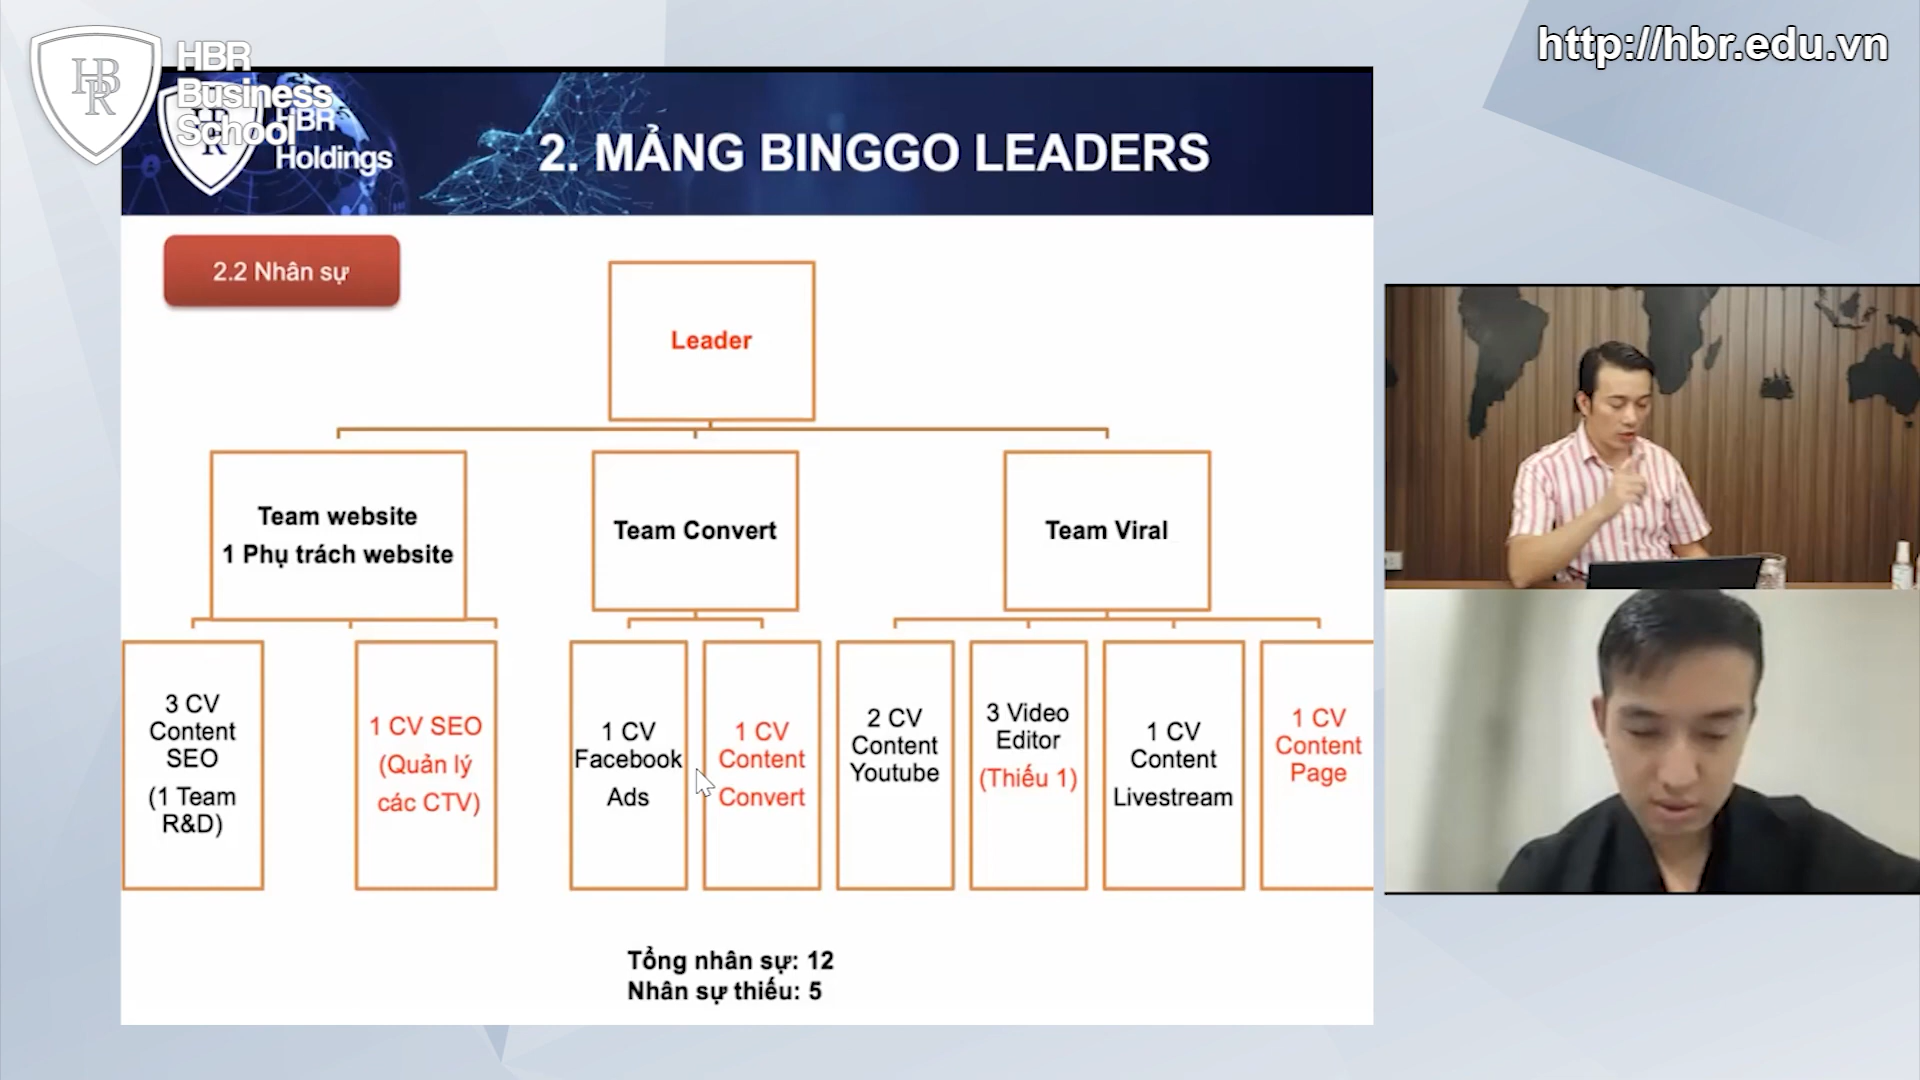 HBR
Business
School
http://hbr.edu.vn
HBR
Holdings
2. MẢNG BINGGO LEADERS
2.2 Nhân sự
Leader
Team website
1 Phụ trách website
Team Convert
Team Viral
3 CV
Content
SEO
(1 Team
R&D)
1 CV SEO
(Quản lý
các CTV)
1 CV
Facebook
Ads
1 CV
Content
Convert
2 CV
Content
Youtube
3 Video
Editor
(Thiếu 1)
1 CV
Content
Livestream
1 CV
Content
Page
Tổng nhân sự: 12
Nhân sự thiếu: 5